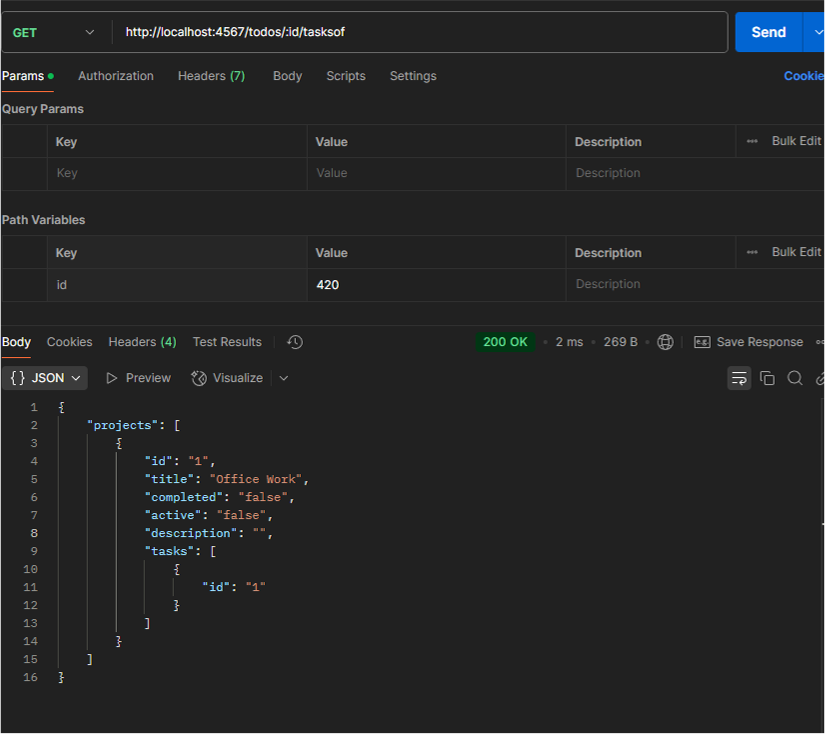 GET http://localhost:4567/todos/:id/tasksof Send
Params Authorization Headers (7) Body Scripts Settings Cookie
Query Params
Key Value Description ••• Bulk Edit
Key Value Description
Path Variables
Key Value Description ••• Bulk Edit
id 420 Description
Body Cookies Headers (4) Test Results 200 OK • 2 ms • 269 B • e.g. Save Response
{} JSON Preview Visualize
1 {
2 "projects": [
3 {
4 "id": "1",
5 "title": "Office Work",
6 "completed": "false",
7 "active": "false",
8 "description": "",
9 "tasks": [
10 {
11 "id": "1"
12 }
13 ]
14 }
15 ]
16 }